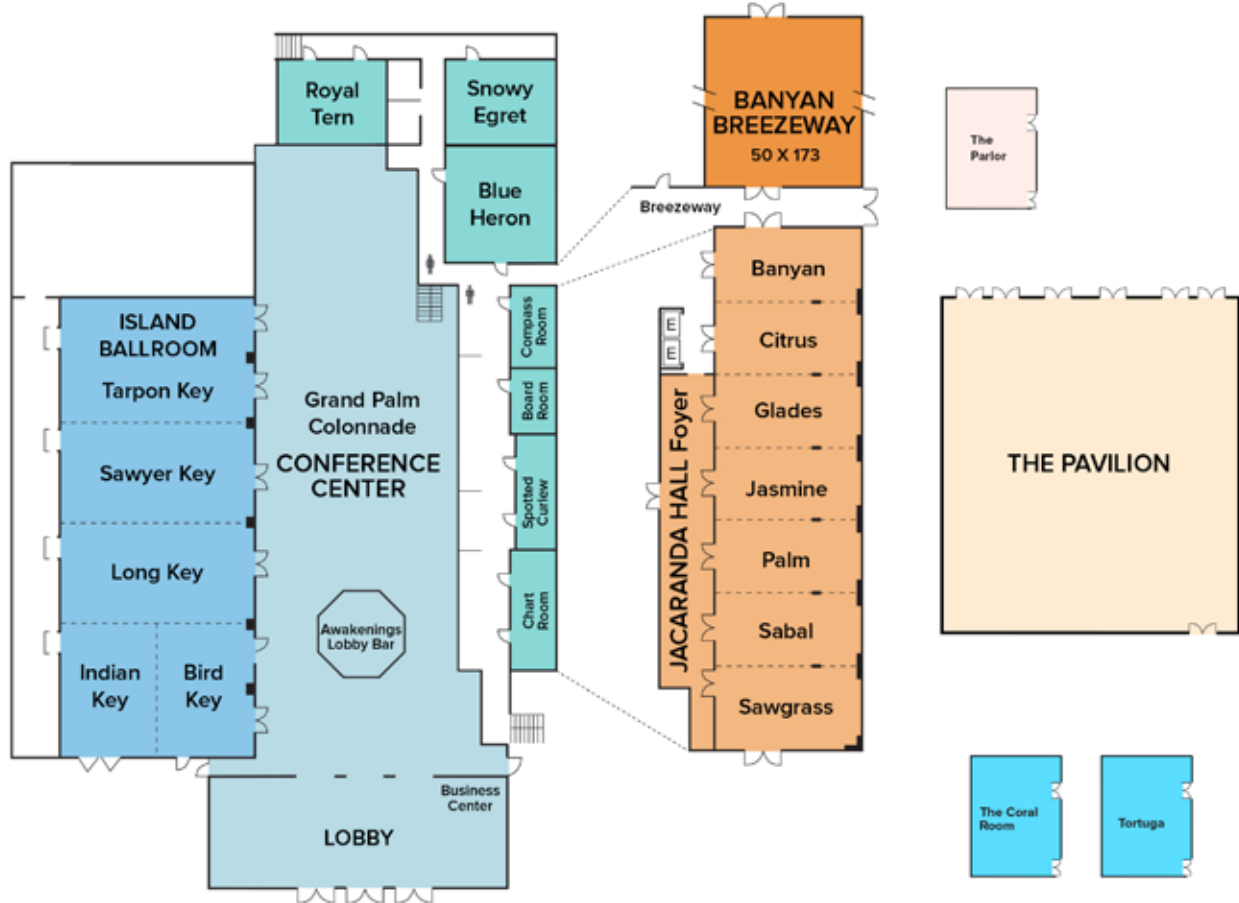 Royal
Tern
Snowy
Egret
Blue
Heron
BANYAN
BREEZEWAY
50 X 173
Breezeway
The
Parlor
ISLAND
BALLROOM
Tarpon Key
Sawyer Key
Long Key
Indian
Key
Bird
Key
Grand Palm
Colonnade
CONFERENCE
CENTER
Awakenings
Lobby Bar
Business
Center
LOBBY
Compass
Room
Board
Room
Spotted
Curlew
Chart
Room
E
E
JACARANDA HALL Foyer
Banyan
Citrus
Glades
Jasmine
Palm
Sabal
Sawgrass
THE PAVILION
The Coral
Room
Tortuga